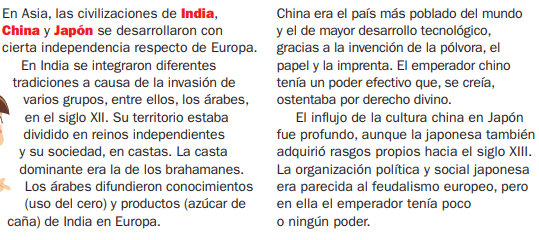 En Asia, las civilizaciones de India,
China y Japón se desarrollaron con
cierta independencia respecto de Europa.
En India se integraron diferentes
tradiciones a causa de la invasión de
varios grupos, entre ellos, los árabes,
en el siglo XII. Su territorio estaba
dividido en reinos independientes
y su sociedad, en castas. La casta
dominante era la de los brahamanes.
Los árabes difundieron conocimientos
(uso del cero) y productos (azúcar de
caña) de India en Europa.
China era el país más poblado del mundo
y el de mayor desarrollo tecnológico,
gracias a la invención de la pólvora, el
papel y la imprenta. El emperador chino
tenía un poder efectivo que, se creía,
ostentaba por derecho divino.
El influjo de la cultura china en Japón
fue profundo, aunque la japonesa también
adquirió rasgos propios hacia el siglo XIII.
La organización política y social japonesa
era parecida al feudalismo europeo, pero
en ella el emperador tenía poco
o ningún poder.